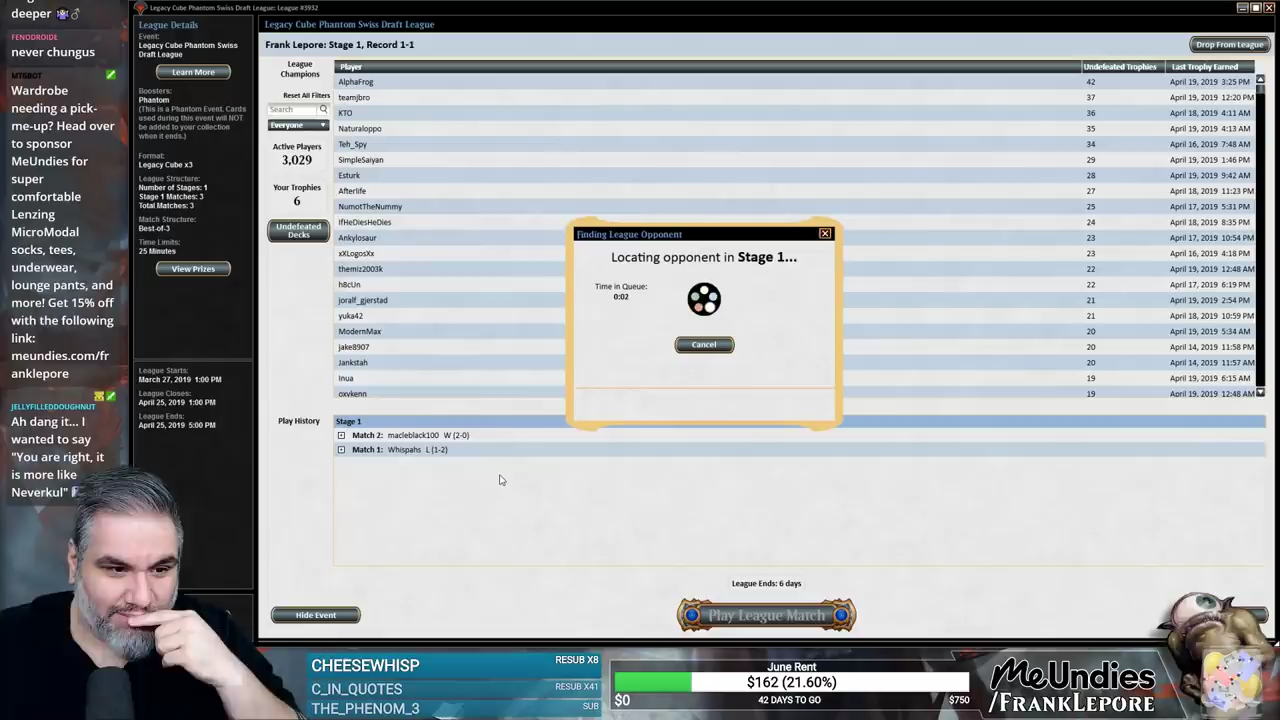 deeper
FENODROIDE
never chungus
MTGBOT
Wardrobe
needing a pick-
me-up? Head over
to sponsor
MeUndies for
super
comfortable
Lenzing
MicroModal
socks, tees,
underwear,
lounge pants, and
more! Get 15% off
with the following
link:
meundies.com/fr
anklepore
JELLYFILLEDDOUGHNUT
Oh dang it... I
wanted to say
"You are right, it
is more like
Neverkul"
Legacy Cube Phantom Swiss Draft League: League #3932
League Details
Event:
Legacy Cube Phantom Swiss
Draft League
Learn More
Boosters:
Phantom
(This is a Phantom Event. Cards
used during this event will NOT
be added to your collection
when it ends.)
Format:
Legacy Cube x3
League Structure:
Number of Stages: 1
Stage 1 Matches: 3
Total Matches: 3
Match Structure:
Best-of-3
Time Limits:
25 Minutes
View Prizes
League Starts:
March 27, 2019 1:00 PM
League Closes:
April 25, 2019 1:00 PM
League Ends:
April 25, 2019 5:00 PM
Legacy Cube Phantom Swiss Draft League
Frank Lepore: Stage 1, Record 1-1
Drop From League
League
Champions
Reset All Filters
Search
Everyone
Active Players
3,029
Your Trophies
6
Undefeated
Decks
Player Undefeated Trophies Last Trophy Earned
AlphaFrog 42 April 19, 2019 3:25 PM
teamjbro 37 April 19, 2019 12:20 PM
KTO 36 April 18, 2019 4:11 AM
Naturaloppo 35 April 19, 2019 4:13 AM
Teh_Spy 34 April 16, 2019 7:48 AM
SimpleSaiyan 29 April 19, 2019 1:46 PM
Esturk 28 April 19, 2019 9:42 AM
Afterlife 27 April 18, 2019 11:23 PM
NumotTheNummy 25 April 17, 2019 5:31 PM
IfHeDiesHeDies 24 April 18, 2019 8:35 PM
Ankylosaur 23 April 17, 2019 10:54 PM
xXLogosXx 23 April 16, 2019 4:18 PM
themiz2003k 22 April 19, 2019 12:48 AM
h8cUn 22 April 17, 2019 6:19 PM
joralf_gjerstad 21 April 19, 2019 2:54 PM
yuka42 21 April 18, 2019 10:59 PM
ModernMax 20 April 19, 2019 5:34 AM
jake8907 20 April 14, 2019 11:58 PM
Jankstah 20 April 14, 2019 11:57 AM
Inua 19 April 19, 2019 6:15 AM
oxvkenn 19 April 19, 2019 12:48 AM
Finding League Opponent
Locating opponent in Stage 1...
Time in Queue:
0:02
Cancel
Play History
Stage 1
Match 2: macleblack100 W (2-0)
Match 1: Whispahs L (1-2)
League Ends: 6 days
Hide Event
Play League Match
CHEESEWHISP RESUB X8
C_IN_QUOTES RESUB X41
THE_PHENOM_3 SUB
June Rent
$162 (21.60%)
$0 42 DAYS TO GO $750
MeUndies
/FRANKLEPORE